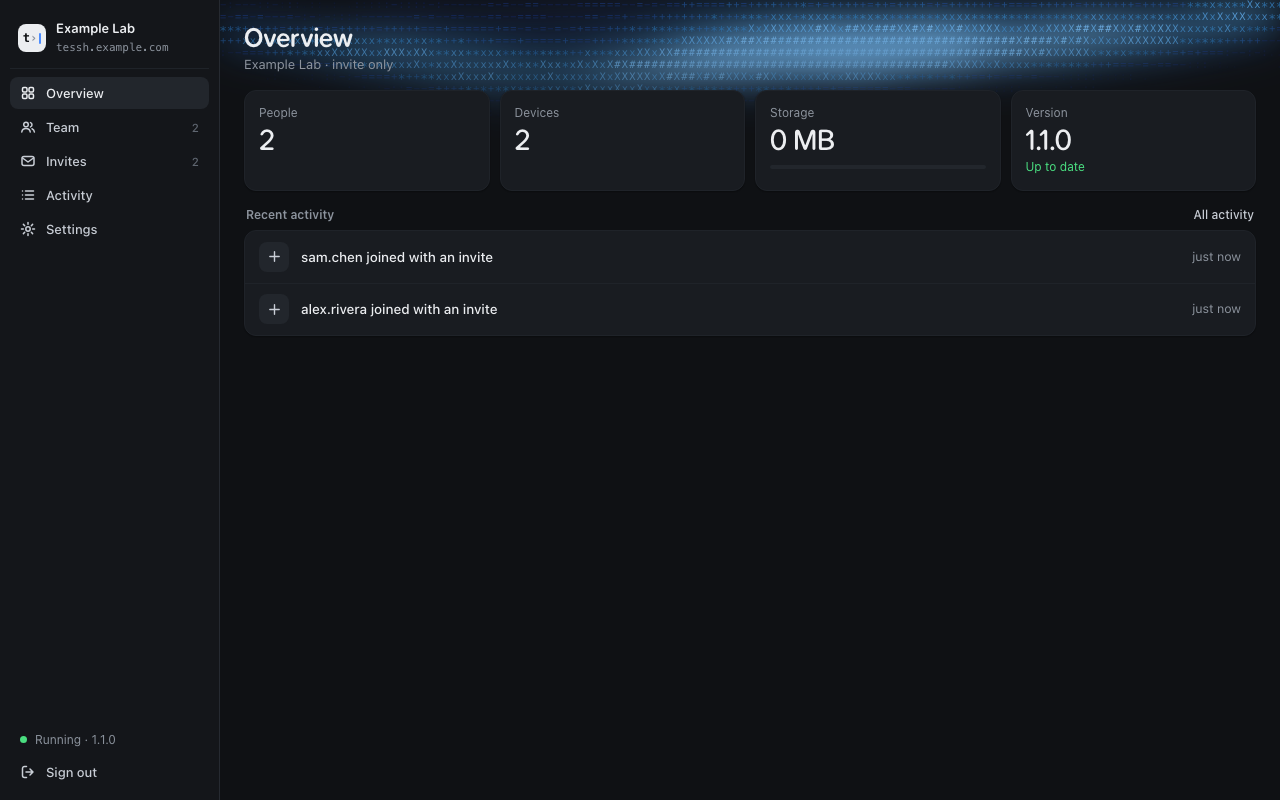 t›|
Example Lab
tessh.example.com
Overview
Team 2
Invites 2
Activity
Settings
Running · 1.1.0
Sign out
Overview
Example Lab · invite only
People
2
Devices
2
Storage
0 MB
Version
1.1.0
Up to date
Recent activity
All activity
sam.chen joined with an invite
just now
alex.rivera joined with an invite
just now